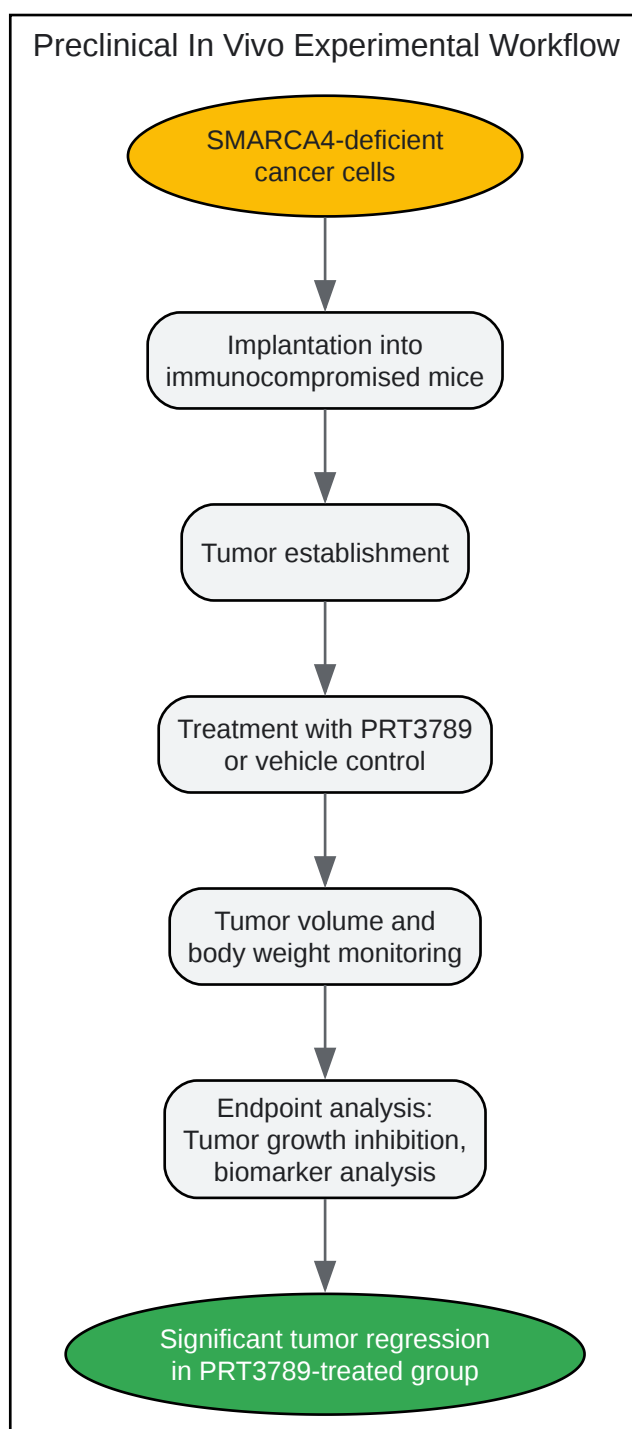 Preclinical In Vivo Experimental Workflow
SMARCA4-deficient
cancer cells
Implantation into
immunocompromised mice
Tumor establishment
Treatment with PRT3789
or vehicle control
Tumor volume and
body weight monitoring
Endpoint analysis:
Tumor growth inhibition,
biomarker analysis
Significant tumor regression
in PRT3789-treated group